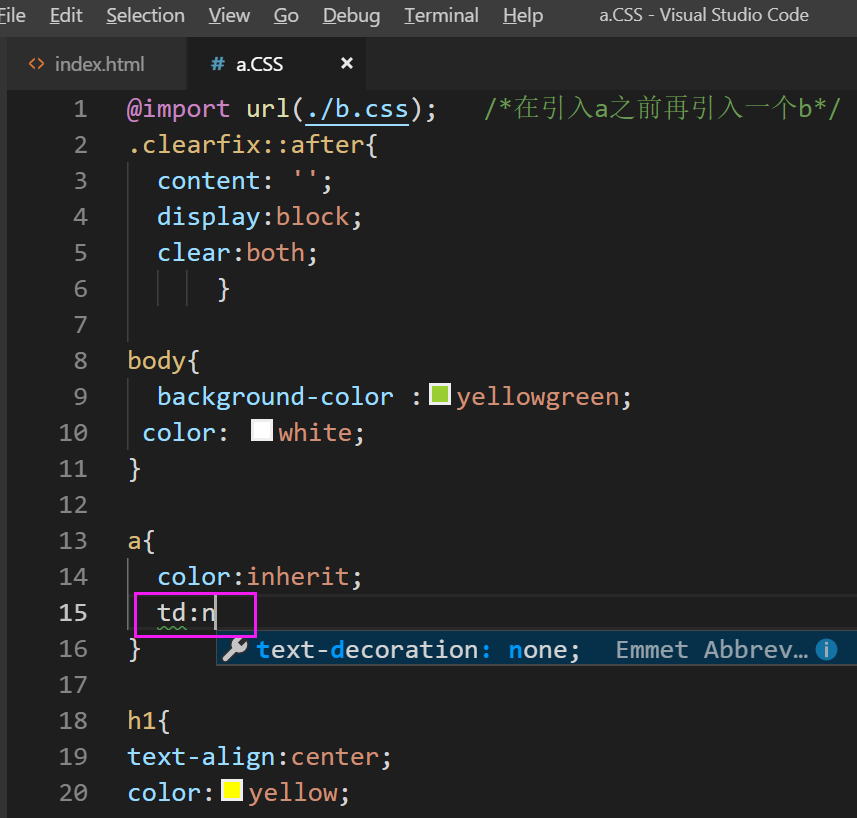 File Edit Selection View Go Debug Terminal Help a.CSS - Visual Studio Code
<> index.html # a.CSS ×
1 @import url(./b.css); /*在引入a之前再引入一个b*/
2 .clearfix::after{
3 content: '';
4 display:block;
5 clear:both;
6 }
7
8 body{
9 background-color :yellowgreen;
10 color: white;
11 }
12
13 a{
14 color:inherit;
15 td:n
16 } text-decoration: none; Emmet Abbrev…
17
18 h1{
19 text-align:center;
20 color:yellow;